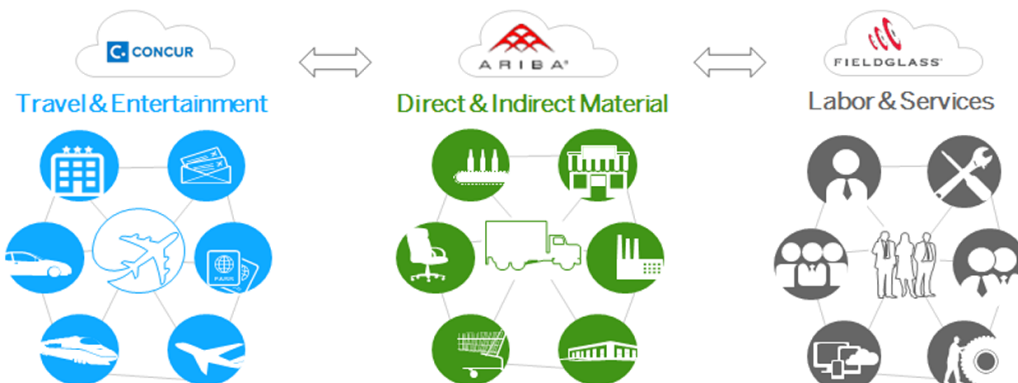 C. CONCUR
ARIBA®
FIELDGLASS
Travel & Entertainment
Direct & Indirect Material
Labor & Services